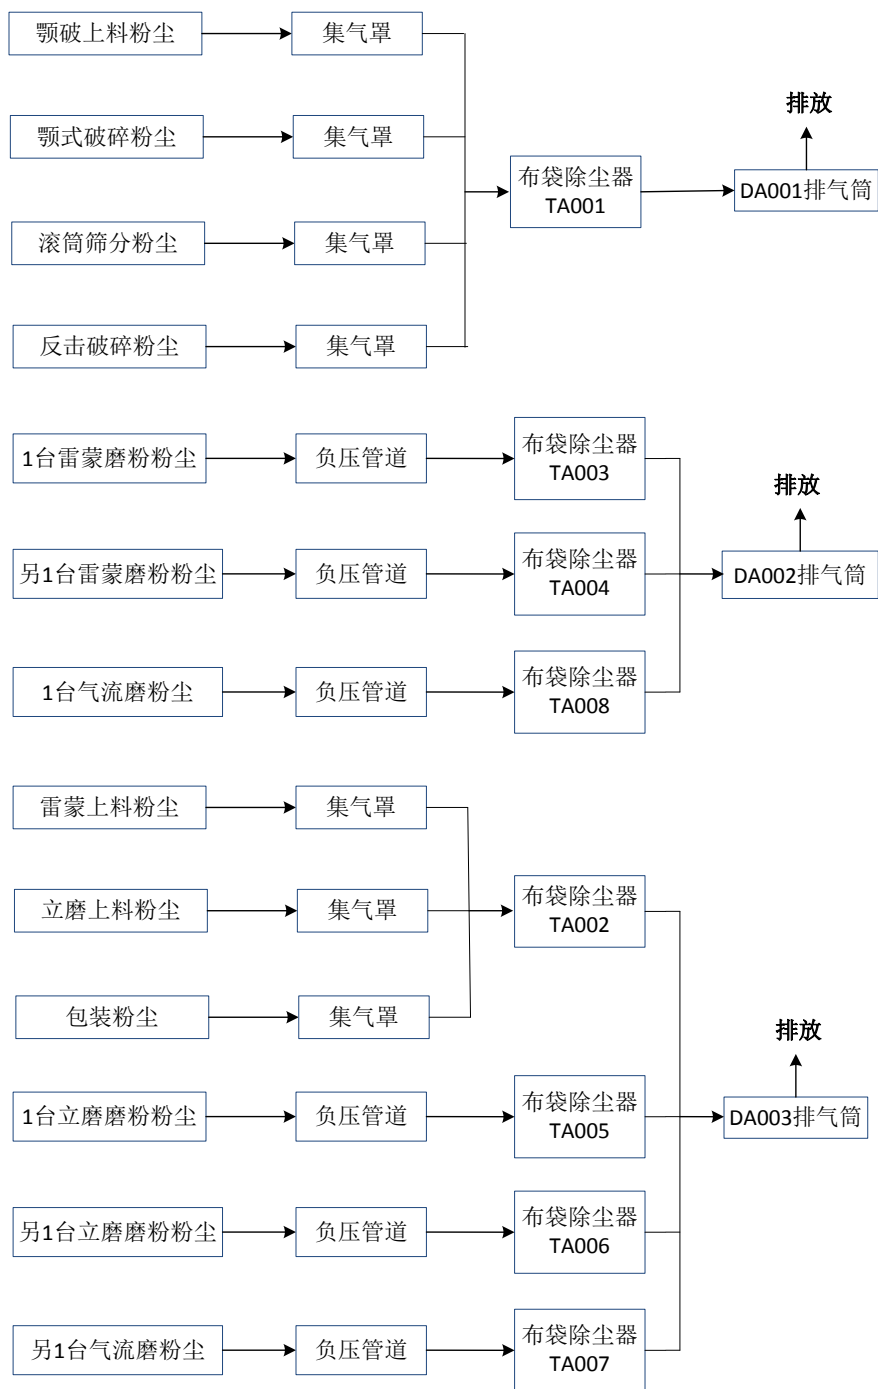 颚破上料粉尘
集气罩
颚式破碎粉尘
集气罩
滚筒筛分粉尘
集气罩
反击破碎粉尘
集气罩
布袋除尘器
TA001
排放
DA001排气筒
1台雷蒙磨粉粉尘
负压管道
布袋除尘器
TA003
另1台雷蒙磨粉粉尘
负压管道
布袋除尘器
TA004
1台气流磨粉尘
负压管道
布袋除尘器
TA008
排放
DA002排气筒
雷蒙上料粉尘
集气罩
立磨上料粉尘
集气罩
包装粉尘
集气罩
布袋除尘器
TA002
1台立磨磨粉粉尘
负压管道
布袋除尘器
TA005
另1台立磨磨粉粉尘
负压管道
布袋除尘器
TA006
另1台气流磨粉尘
负压管道
布袋除尘器
TA007
排放
DA003排气筒